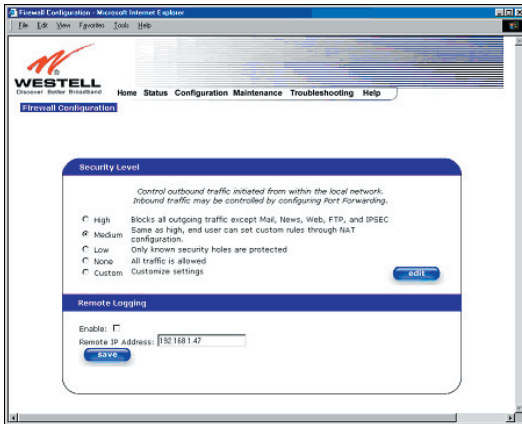 Firewall Configuration - Microsoft Internet Explorer
File Edit View Favorites Tools Help
WESTELL
Discover Better Broadband
Home Status Configuration Maintenance Troubleshooting Help
Firewall Configuration
Security Level
Control outbound traffic initiated from within the local network.
Inbound traffic may be controlled by configuring Port Forwarding.
High Blocks all outgoing traffic except Mail, News, Web, FTP, and IPSEC
Medium Same as high, end user can set custom rules through NAT
configuration.
Low Only known security holes are protected
None All traffic is allowed
Custom Customize settings
edit
Remote Logging
Enable:
Remote IP Address: 192.168.1.47
save